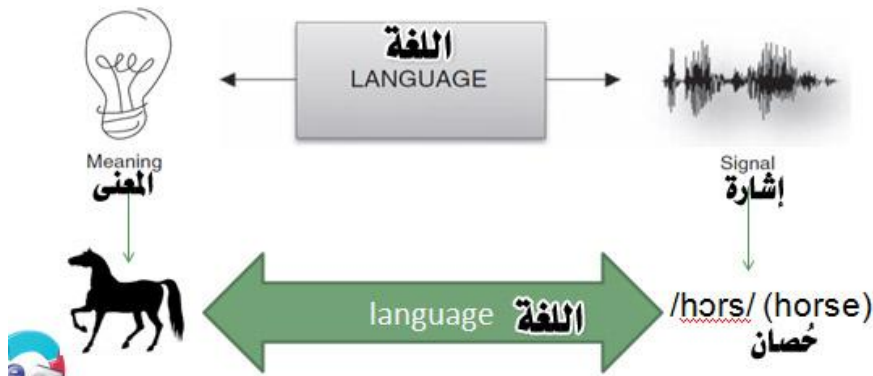 اللغة
LANGUAGE
Meaning
المعنى
Signal
إشارة
language اللغة
/hɔrs/ (horse)
حُصان